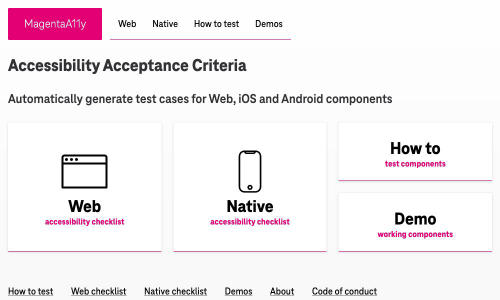 MagentaA11y
Web Native How to test Demos
Accessibility Acceptance Criteria
Automatically generate test cases for Web, iOS and Android components
Web
accessibility checklist
Native
accessibility checklist
How to
test components
Demo
working components
How to test Web checklist Native checklist Demos About Code of conduct